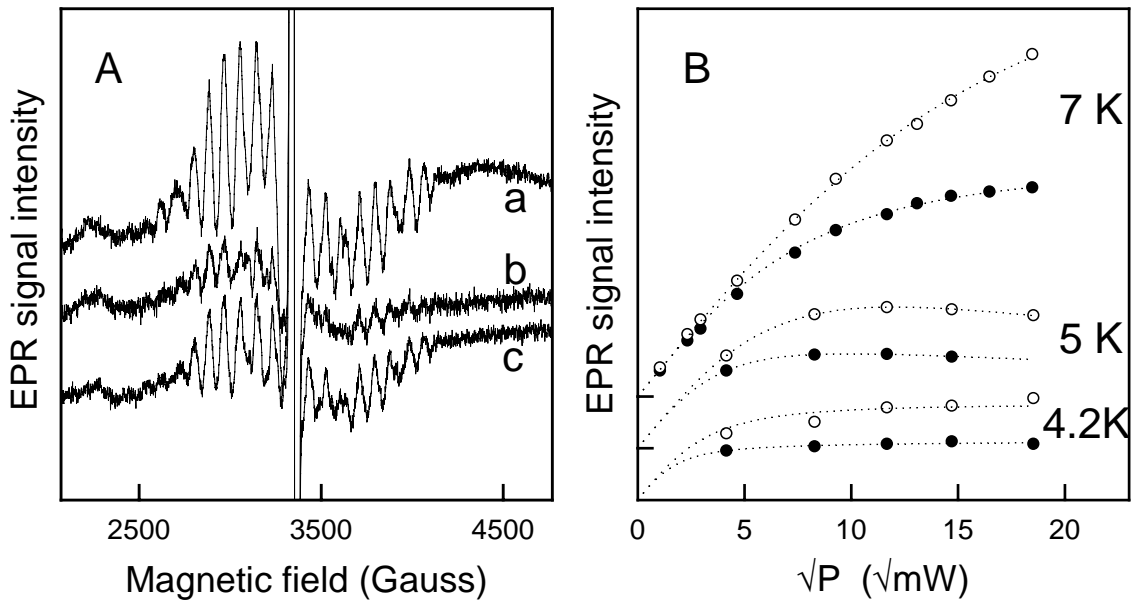 A
a
b
c
EPR signal intensity
2500
3500
4500
Magnetic field (Gauss)
B
7 K
5 K
4.2K
EPR signal intensity
0
5
10
15
20
√P (√mW)